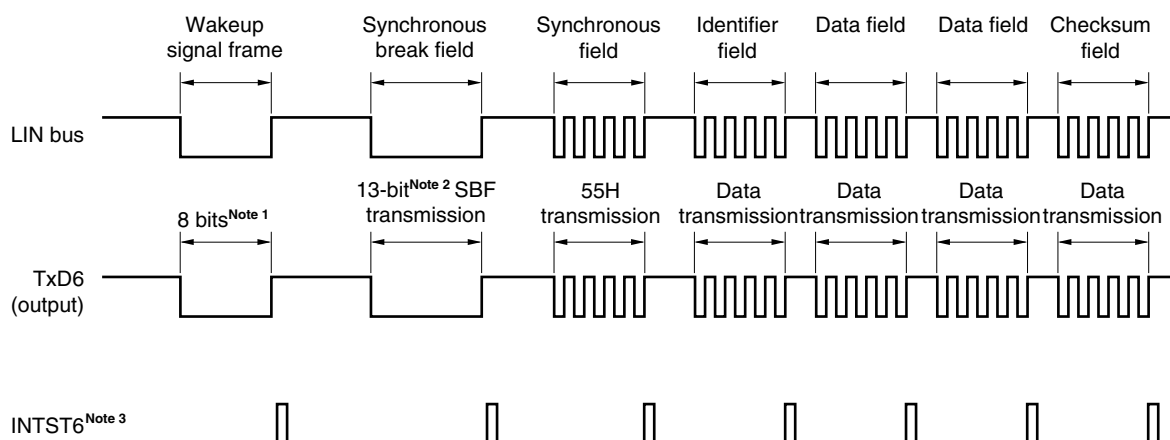 Wakeup
signal frame
Synchronous
break field
Synchronous
field
Identifier
field
Data field
Data field
Checksum
field
LIN bus
8 bitsNote 1
13-bitNote 2 SBF
transmission
55H
transmission
Data
transmission
Data
transmission
Data
transmission
Data
transmission
TxD6
(output)
INTST6Note 3